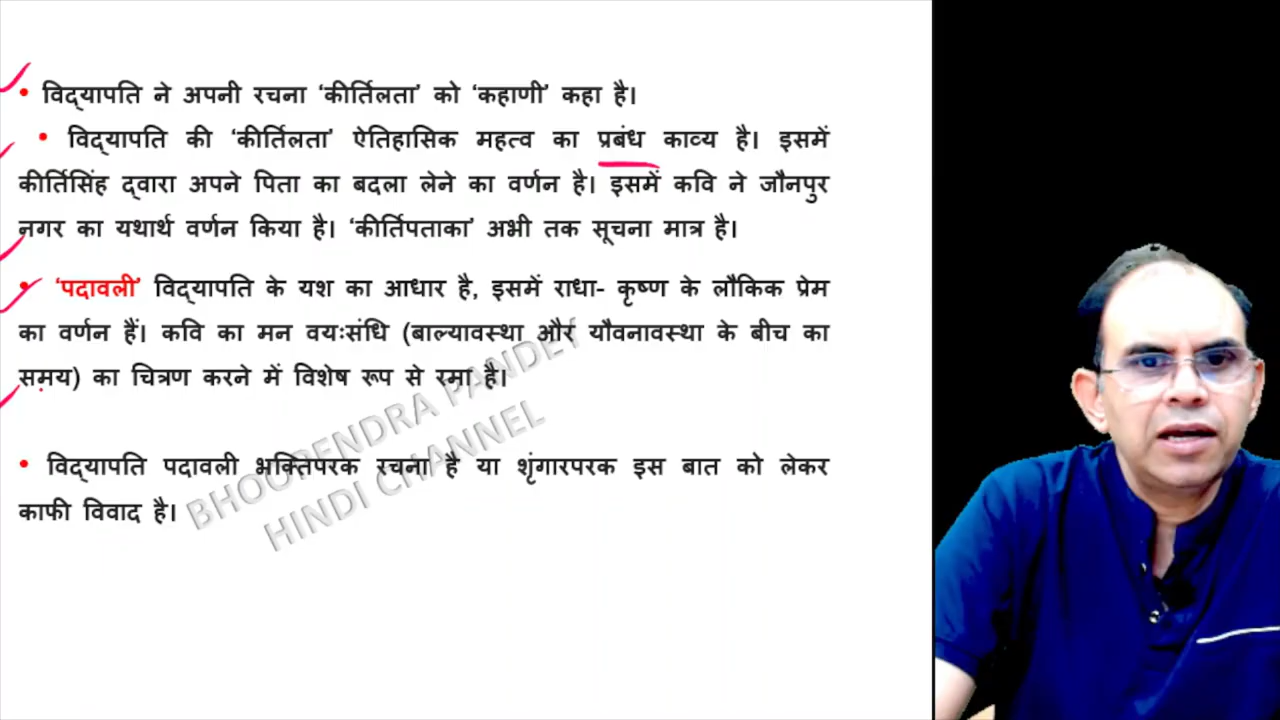 • विद्यापति ने अपनी रचना ‘कीर्तिलता’ को ‘कहाणी’ कहा है।
• विद्यापति की ‘कीर्तिलता’ ऐतिहासिक महत्व का प्रबंध काव्य है। इसमें
कीर्तिसिंह द्वारा अपने पिता का बदला लेने का वर्णन है। इसमें कवि ने जौनपुर
नगर का यथार्थ वर्णन किया है। ‘कीर्तिपताका’ अभी तक सूचना मात्र है।
• ‘पदावली’ विद्यापति के यश का आधार है, इसमें राधा- कृष्ण के लौकिक प्रेम
का वर्णन हैं। कवि का मन वयःसंधि (बाल्यावस्था और यौवनावस्था के बीच का
समय) का चित्रण करने में विशेष रूप से रमा है।
• विद्यापति पदावली भक्तिपरक रचना है या शृंगारपरक इस बात को लेकर
काफी विवाद है।
BHOOPENDRA PANDEY
HINDI CHANNEL